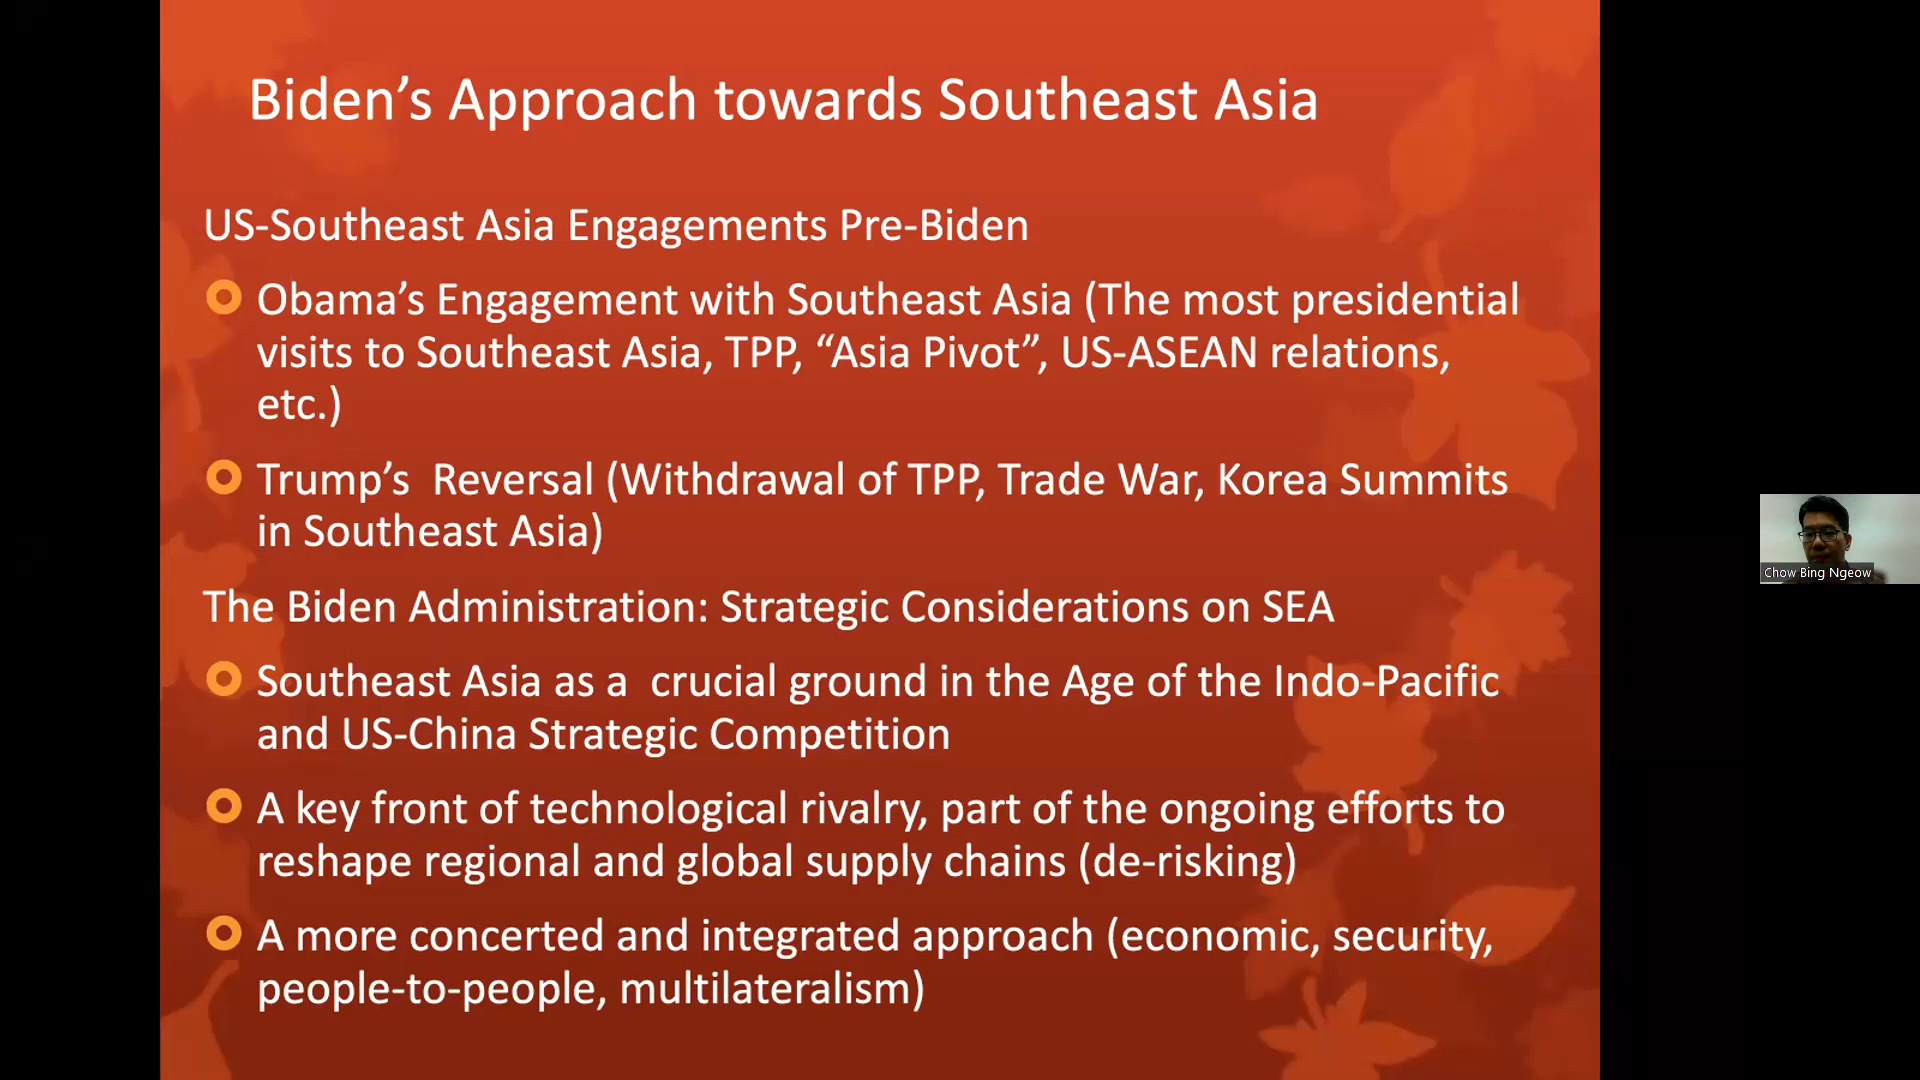 Biden’s Approach towards Southeast Asia
US-Southeast Asia Engagements Pre-Biden
Obama’s Engagement with Southeast Asia (The most presidential
visits to Southeast Asia, TPP, “Asia Pivot”, US-ASEAN relations,
etc.)
Trump’s  Reversal (Withdrawal of TPP, Trade War, Korea Summits
in Southeast Asia)
The Biden Administration: Strategic Considerations on SEA
Southeast Asia as a  crucial ground in the Age of the Indo-Pacific
and US-China Strategic Competition
A key front of technological rivalry, part of the ongoing efforts to
reshape regional and global supply chains (de-risking)
A more concerted and integrated approach (economic, security,
people-to-people, multilateralism)
Chow Bing Ngeow